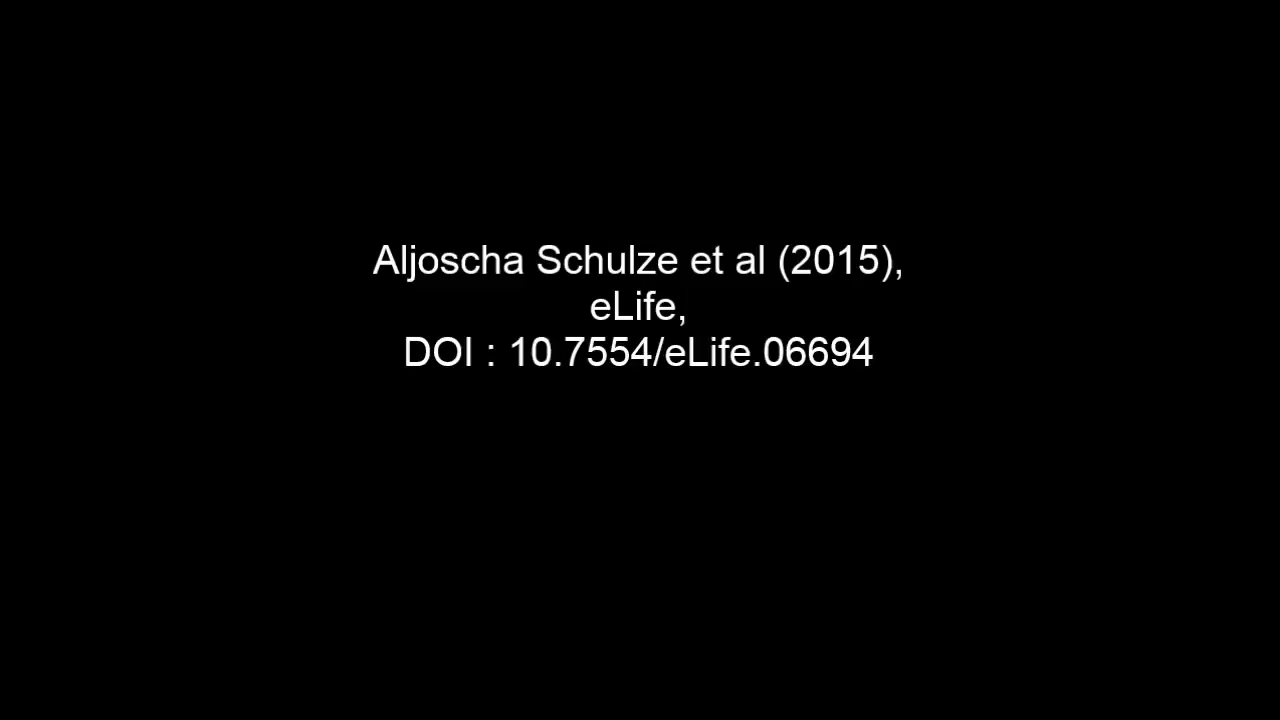 Aljoscha Schulze et al (2015),
eLife,
DOI : 10.7554/eLife.06694